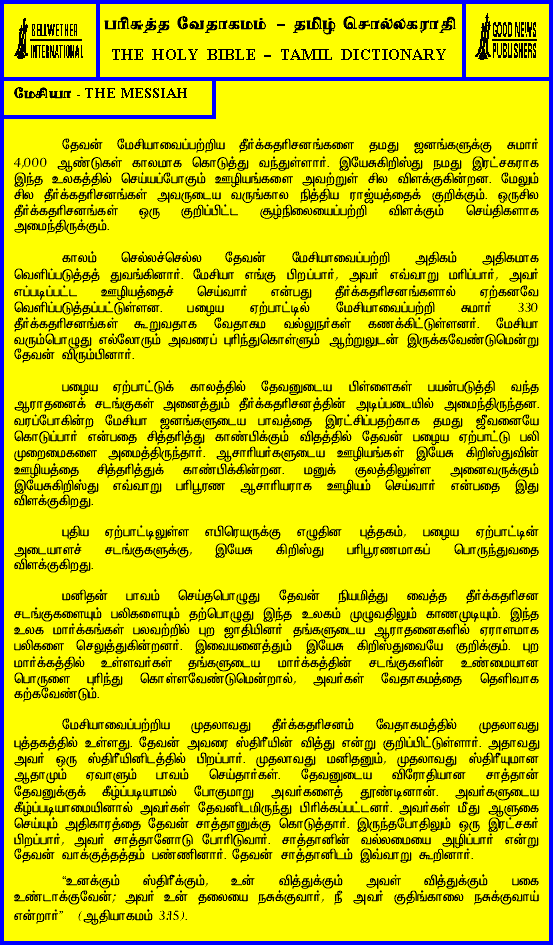 BELLWETHER
INTERNATIONAL
பரிசுத்த வேதாகமம் – தமிழ் சொல்லகராதி
THE HOLY BIBLE – TAMIL DICTIONARY
GOOD NEWS
PUBLISHERS
மேசியா - THE MESSIAH
தேவன் மேசியாவைப்பற்றிய தீர்க்கதரிசனங்களை தமது ஜனங்களுக்கு சுமார்
4,000 ஆண்டுகள் காலமாக கொடுத்து வந்துள்ளார். இயேசுகிறிஸ்து நமது இரட்சகராக
இந்த உலகத்தில் செய்யப்போகும் ஊழியங்களை அவற்றுள் சில விளக்குகின்றன. மேலும்
சில தீர்க்கதரிசனங்கள் அவருடைய வருங்கால நித்திய ராஜ்யத்தைக் குறிக்கும். ஒருசில
தீர்க்கதரிசனங்கள் ஒரு குறிப்பிட்ட சூழ்நிலையைப்பற்றி விளக்கும் செய்திகளாக
அமைந்திருக்கும்.
காலம் செல்லச்செல்ல தேவன் மேசியாவைப்பற்றி அதிகம் அதிகமாக
வெளிப்படுத்தத் துவங்கினார். மேசியா எங்கு பிறப்பார், அவர் எவ்வாறு மரிப்பார், அவர்
எப்படிப்பட்ட ஊழியத்தைச் செய்வார் என்பது தீர்க்கதரிசனங்களால் ஏற்கனவே
வெளிப்படுத்தப்பட்டுள்ளன. பழைய ஏற்பாட்டில் மேசியாவைப்பற்றி சுமார் 330
தீர்க்கதரிசனங்கள் கூறுவதாக வேதாகம வல்லுநர்கள் கணக்கிட்டுள்ளனர். மேசியா
வரும்பொழுது எல்லோரும் அவரைப் புரிந்துகொள்ளும் ஆற்றலுடன் இருக்கவேண்டுமென்று
தேவன் விரும்பினார்.
பழைய ஏற்பாட்டுக் காலத்தில் தேவனுடைய பிள்ளைகள் பயன்படுத்தி வந்த
ஆராதனைக் சடங்குகள் அனைத்தும் தீர்க்கதரிசனத்தின் அடிப்படையில் அமைந்திருந்தன.
வரப்போகின்ற மேசியா ஜனங்களுடைய பாவத்தை இரட்சிப்பதற்காக தமது ஜீவனையே
கொடுப்பார் என்பதை சித்தரித்து காண்பிக்கும் விதத்தில் தேவன் பழைய ஏற்பாட்டு பலி
முறைமைகளை அமைத்திருந்தார். ஆசாரியர்களுடைய ஊழியங்கள் இயேசு கிறிஸ்துவின்
ஊழியத்தை சித்தரித்துக் காண்பிக்கின்றன. மனுக் குலத்திலுள்ள அனைவருக்கும்
இயேசுகிறிஸ்து எவ்வாறு பரிபூரண ஆசாரியராக ஊழியம் செய்வார் என்பதை இது
விளக்குகிறது.
புதிய ஏற்பாட்டிலுள்ள எபிரெயருக்கு எழுதின புத்தகம், பழைய ஏற்பாட்டின்
அடையாளச் சடங்குகளுக்கு, இயேசு கிறிஸ்து பரிபூரணமாகப் பொருந்துவதை
விளக்குகிறது.
மனிதன் பாவம் செய்தபொழுது தேவன் நியமித்து வைத்த தீர்க்கதரிசன
சடங்குகளையும் பலிகளையும் தற்பொழுது இந்த உலகம் முழுவதிலும் காணமுடியும். இந்த
உலக மார்க்கங்கள் பலவற்றில் புற ஜாதியினர் தங்களுடைய ஆராதனைகளில் ஏராளமாக
பலிகளை செலுத்துகின்றனர். இவையனைத்தும் இயேசு கிறிஸ்துவையே குறிக்கும். புற
மார்க்கத்தில் உள்ளவர்கள் தங்களுடைய மார்க்கத்தின் சடங்குகளின் உண்மையான
பொருளை புரிந்து கொள்ளவேண்டுமென்றால், அவர்கள் வேதாகமத்தை தெளிவாக
கற்கவேண்டும்.
மேசியாவைப்பற்றிய முதலாவது தீர்க்கதரிசனம் வேதாகமத்தில் முதலாவது
புத்தகத்தில் உள்ளது. தேவன் அவரை ஸ்திரீயின் வித்து என்று குறிப்பிட்டுள்ளார். அதாவது
அவர் ஒரு ஸ்திரீயினிடத்தில் பிறப்பார். முதலாவது மனிதனும், முதலாவது ஸ்திரீயுமான
ஆதாமும் ஏவாளும் பாவம் செய்தார்கள். தேவனுடைய விரோதியான சாத்தான்
தேவனுக்குக் கீழ்ப்படியாமல் போகுமாறு அவர்களைத் தூண்டினான். அவர்களுடைய
கீழ்ப்படியாமையினால் அவர்கள் தேவனிடமிருந்து பிரிக்கப்பட்டனர். அவர்கள் மீது ஆளுகை
செய்யும் அதிகாரத்தை தேவன் சாத்தானுக்கு கொடுத்தார். இருந்தபோதிலும் ஒரு இரட்சகர்
பிறப்பார், அவர் சாத்தானோடு போரிடுவார். சாத்தானின் வல்லமையை அழிப்பார் என்று
தேவன் வாக்குத்தத்தம் பண்ணினார். தேவன் சாத்தானிடம் இவ்வாறு கூறினார்.
“உனக்கும் ஸ்திரீக்கும், உன் வித்துக்கும் அவள் வித்துக்கும் பகை
உண்டாக்குவேன்; அவர் உன் தலையை நசுக்குவார், நீ அவர் குதிங்காலை நசுக்குவாய்
என்றார்” (ஆதியாகமம் 3:15).